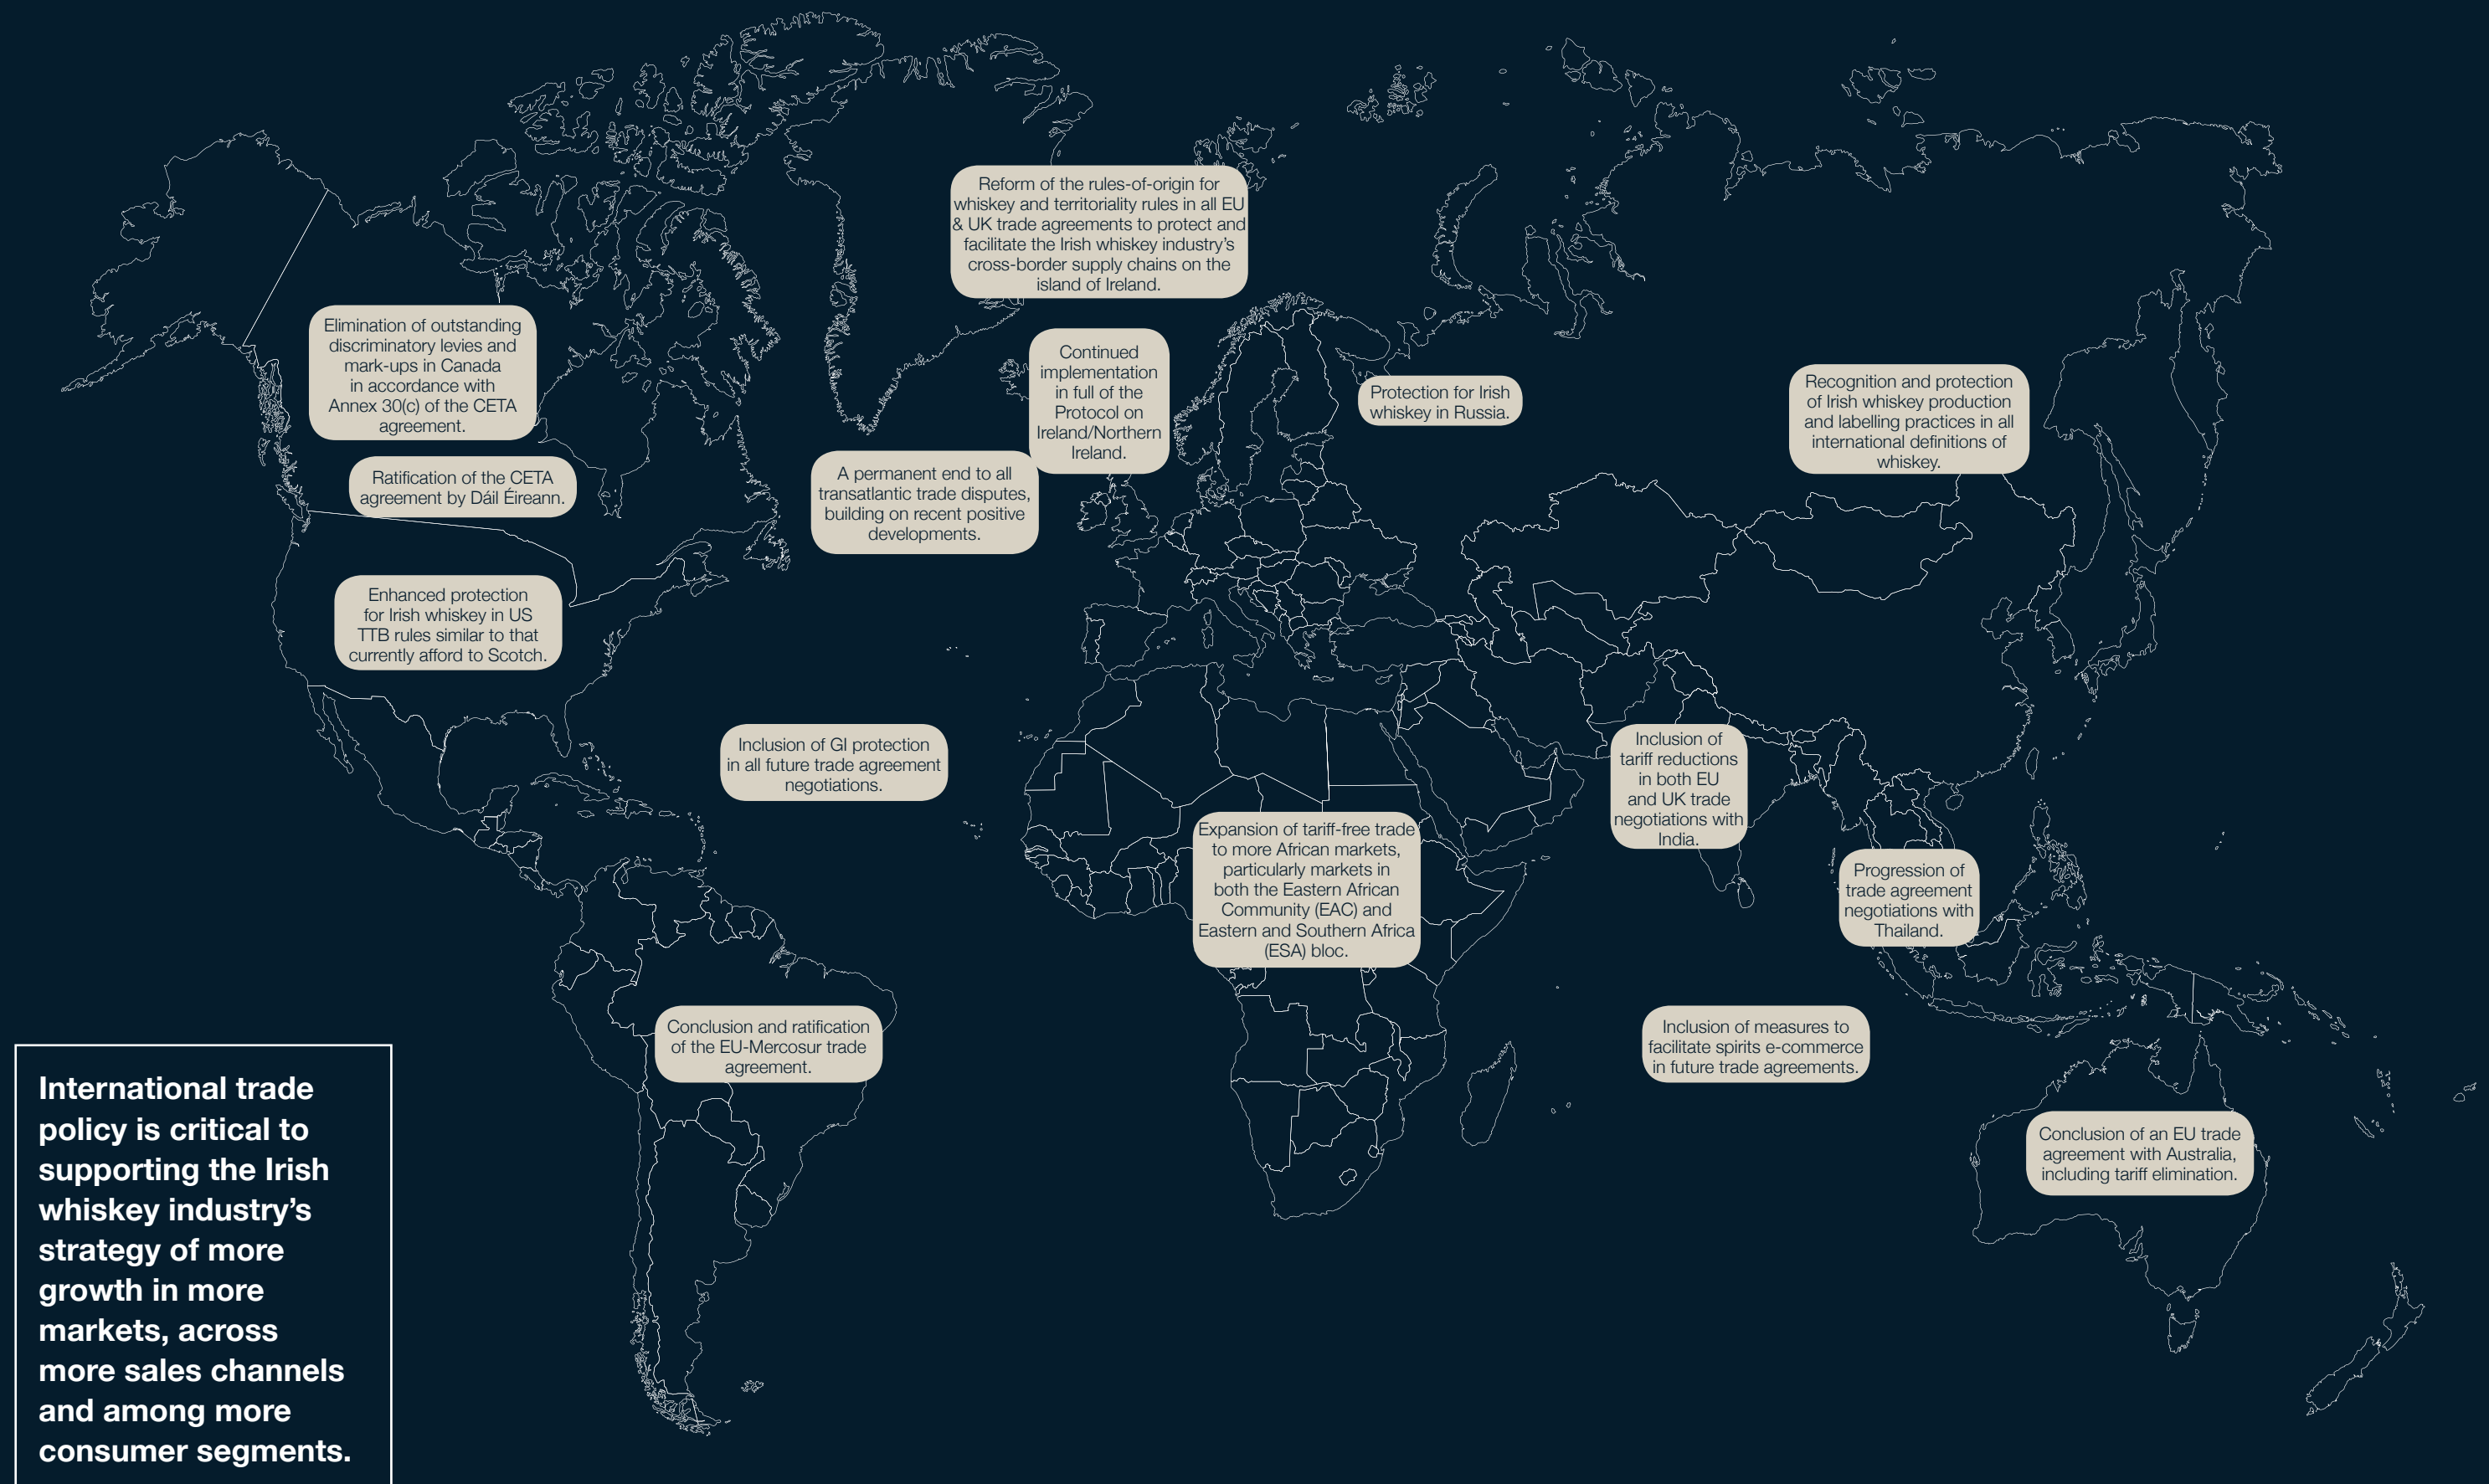 Reform of the rules-of-origin for
whiskey and territoriality rules in all EU
& UK trade agreements to protect and
facilitate the Irish whiskey industry’s
cross-border supply chains on the
island of Ireland.
Elimination of outstanding
discriminatory levies and
mark-ups in Canada
in accordance with
Annex 30(c) of the CETA
agreement.
Continued
implementation
in full of the
Protocol on
Ireland/Northern
Ireland.
Protection for Irish
whiskey in Russia.
Recognition and protection
of Irish whiskey production
and labelling practices in all
international definitions of
whiskey.
Ratification of the CETA
agreement by Dáil Éireann.
A permanent end to all
transatlantic trade disputes,
building on recent positive
developments.
Enhanced protection
for Irish whiskey in US
TTB rules similar to that
currently afford to Scotch.
Inclusion of GI protection
in all future trade agreement
negotiations.
Inclusion of
tariff reductions
in both EU
and UK trade
negotiations with
India.
Expansion of tariff-free trade
to more African markets,
particularly markets in
both the Eastern African
Community (EAC) and
Eastern and Southern Africa
(ESA) bloc.
Progression of
trade agreement
negotiations with
Thailand.
Conclusion and ratification
of the EU-Mercosur trade
agreement.
Inclusion of measures to
facilitate spirits e-commerce
in future trade agreements.
Conclusion of an EU trade
agreement with Australia,
including tariff elimination.
International trade
policy is critical to
supporting the Irish
whiskey industry’s
strategy of more
growth in more
markets, across
more sales channels
and among more
consumer segments.